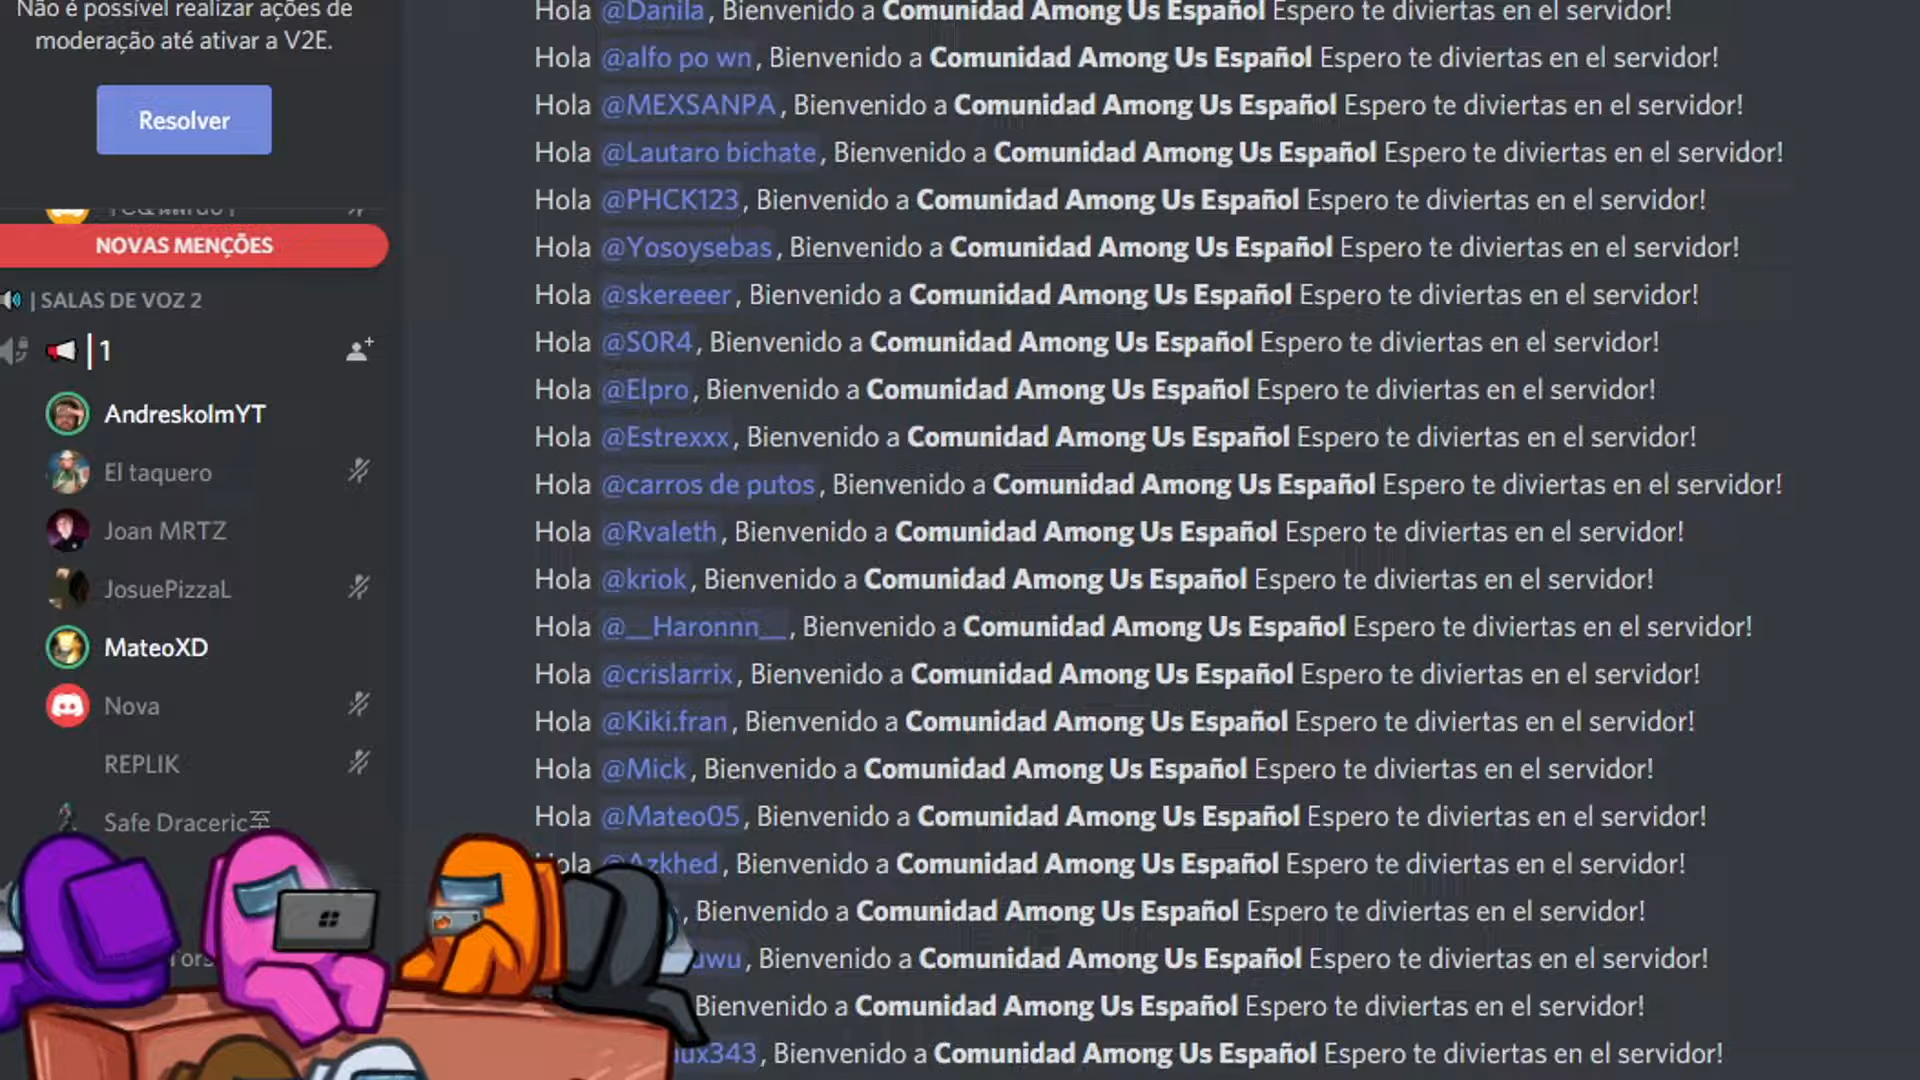 Não é possível realizar ações de
moderação até ativar a V2E.
Resolver
NOVAS MENÇÕES
| SALAS DE VOZ 2
| 1
AndreskolmYT
El taquero
Joan MRTZ
JosuePizzaL
MateoXD
Nova
REPLIK
Safe Draceric至
Hola @Danila, Bienvenido a Comunidad Among Us Español Espero te diviertas en el servidor!
Hola @alfo po wn, Bienvenido a Comunidad Among Us Español Espero te diviertas en el servidor!
Hola @MEXSANPA, Bienvenido a Comunidad Among Us Español Espero te diviertas en el servidor!
Hola @Lautaro bichate, Bienvenido a Comunidad Among Us Español Espero te diviertas en el servidor!
Hola @PHCK123, Bienvenido a Comunidad Among Us Español Espero te diviertas en el servidor!
Hola @Yosoysebas, Bienvenido a Comunidad Among Us Español Espero te diviertas en el servidor!
Hola @skereeer, Bienvenido a Comunidad Among Us Español Espero te diviertas en el servidor!
Hola @S0R4, Bienvenido a Comunidad Among Us Español Espero te diviertas en el servidor!
Hola @Elpro, Bienvenido a Comunidad Among Us Español Espero te diviertas en el servidor!
Hola @Estrexxx, Bienvenido a Comunidad Among Us Español Espero te diviertas en el servidor!
Hola @carros de putos, Bienvenido a Comunidad Among Us Español Espero te diviertas en el servidor!
Hola @Rvaleth, Bienvenido a Comunidad Among Us Español Espero te diviertas en el servidor!
Hola @kriok, Bienvenido a Comunidad Among Us Español Espero te diviertas en el servidor!
Hola @__Haronnn__, Bienvenido a Comunidad Among Us Español Espero te diviertas en el servidor!
Hola @crislarrix, Bienvenido a Comunidad Among Us Español Espero te diviertas en el servidor!
Hola @Kiki.fran, Bienvenido a Comunidad Among Us Español Espero te diviertas en el servidor!
Hola @Mick, Bienvenido a Comunidad Among Us Español Espero te diviertas en el servidor!
Hola @Mateo05, Bienvenido a Comunidad Among Us Español Espero te diviertas en el servidor!
Hola @Azkhed, Bienvenido a Comunidad Among Us Español Espero te diviertas en el servidor!
, Bienvenido a Comunidad Among Us Español Espero te diviertas en el servidor!
uwu, Bienvenido a Comunidad Among Us Español Espero te diviertas en el servidor!
Bienvenido a Comunidad Among Us Español Espero te diviertas en el servidor!
ux343, Bienvenido a Comunidad Among Us Español Espero te diviertas en el servidor!